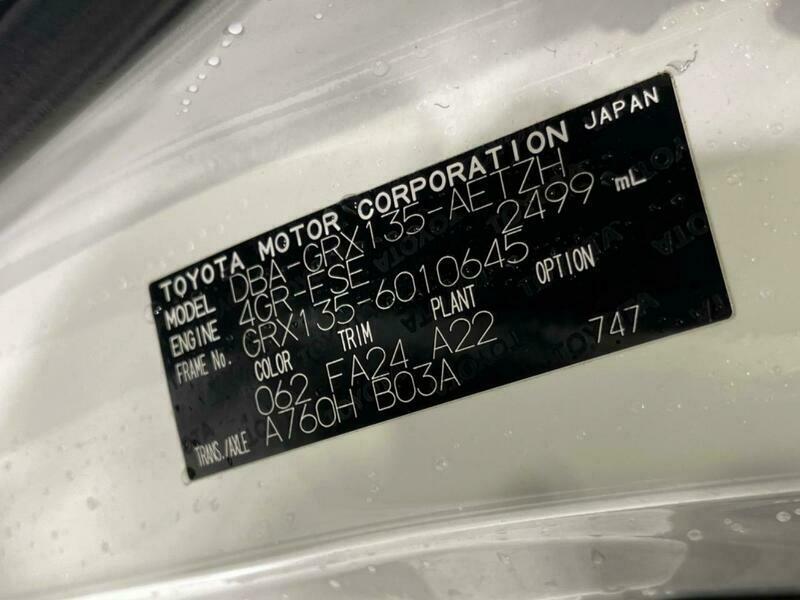 TOYOTA MOTOR CORPORATION JAPAN
MODEL DBA-GRX135-AETZH
ENGINE 4GR-FSE 2499 mL
FRAME No. GRX135-6010645
COLOR TRIM PLANT OPTION
062 FA24 A22 747
TRANS./AXLE A760H B03A